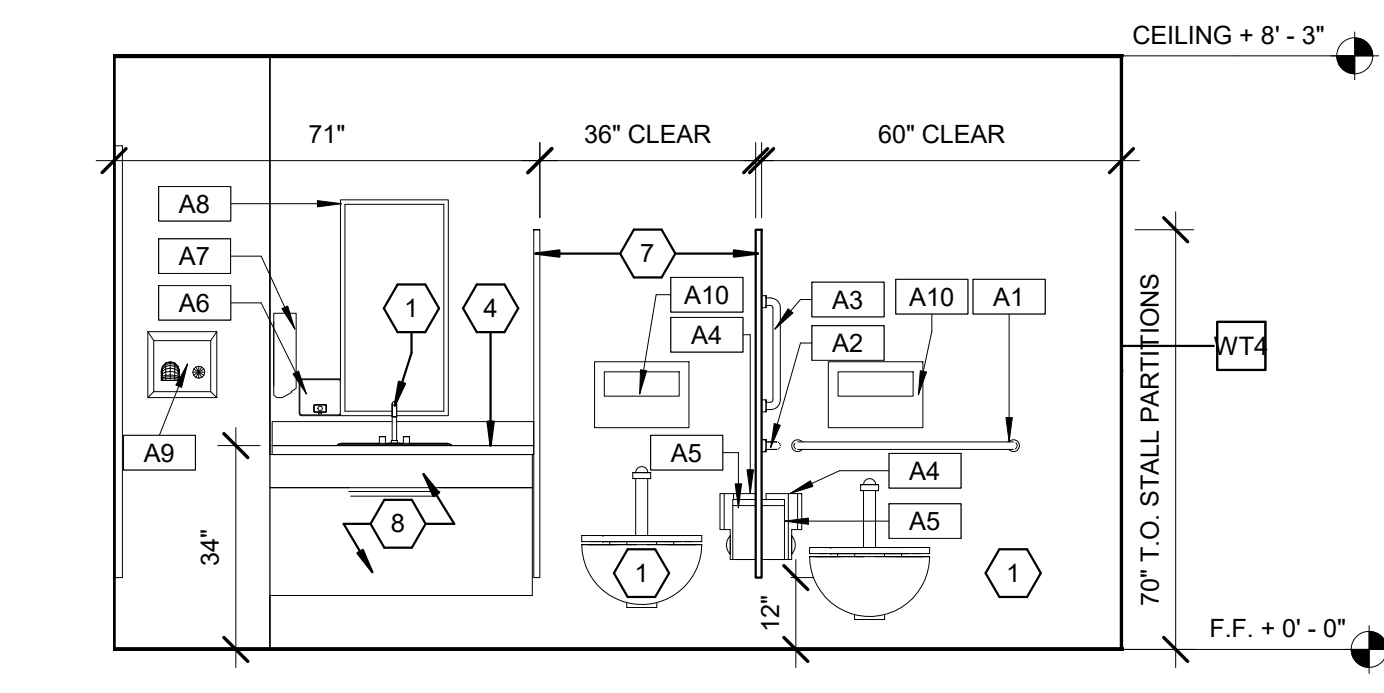 CEILING + 8' - 3"
71"
36" CLEAR
60" CLEAR
A8
A7
A6
1
4
7
A10
A4
A3
A2
A10
A1
WT4
A9
A5
A4
A5
8
34"
1
12"
1
70" T.O. STALL PARTITIONS
F.F. + 0' - 0"